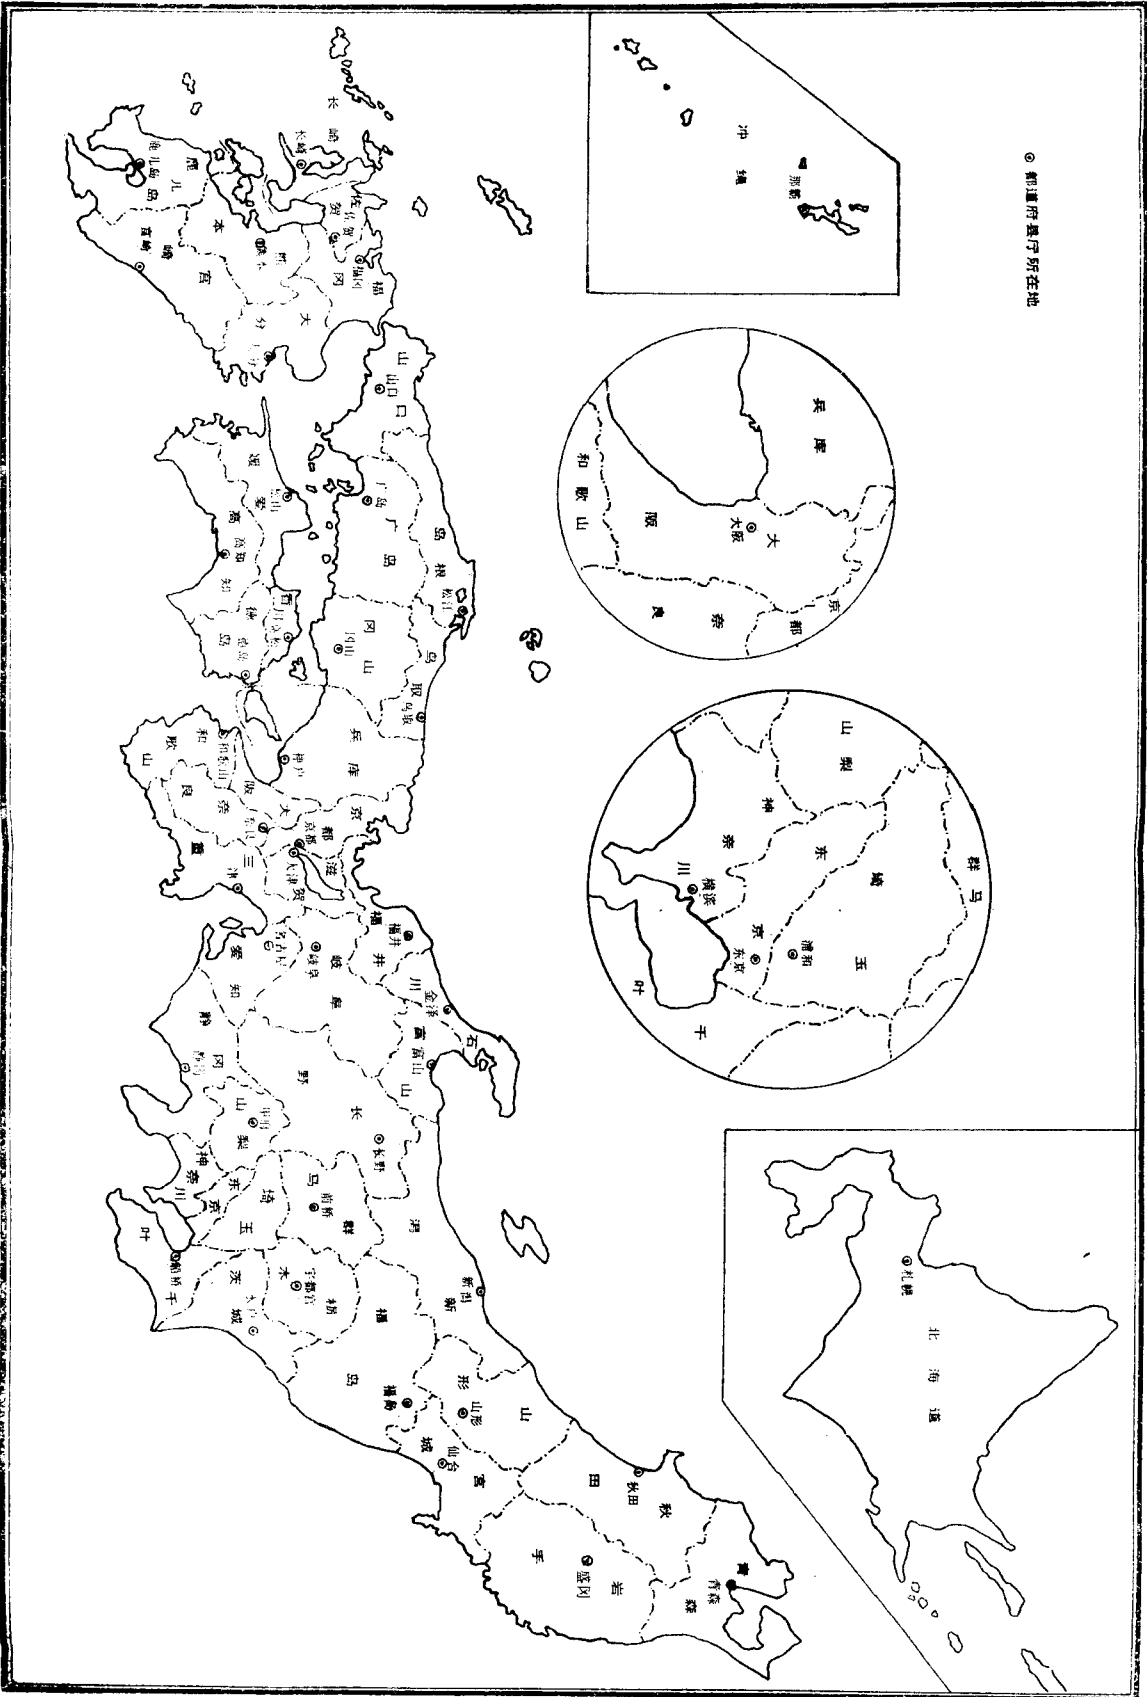 都道府县厅所在地
北海道
札幌
青森
青森
秋田
秋田
岩手
盛冈
山形
山形
宫城
仙台
福岛
福岛
新潟
新潟
群马
前桥
栃木
宇都宫
茨城
水户
埼玉
东京
千叶
船桥
神奈川
山梨
甲府
长野
长野
静冈
静冈
富山
富山
石川
金泽
福井
福井
岐阜
岐阜
爱知
名古屋
滋贺
大津
三重
津
京都
京都
奈良
奈良
大阪
和歌山
和歌山
兵库
神户
鸟取
鸟取
冈山
冈山
岛根
松江
广岛
广岛
山口
山口
香川
高松
德岛
德岛
爱媛
松山
高知
高知
福冈
福冈
佐贺
佐贺
长崎
长崎
大分
大分
熊本
熊本
宫崎
宫崎
鹿儿岛
鹿儿岛
冲绳
那霸
兵库
京都
大阪
大阪
奈良
和歌山
群马
山梨
埼玉
浦和
东京
东京
神奈川
横滨
千叶